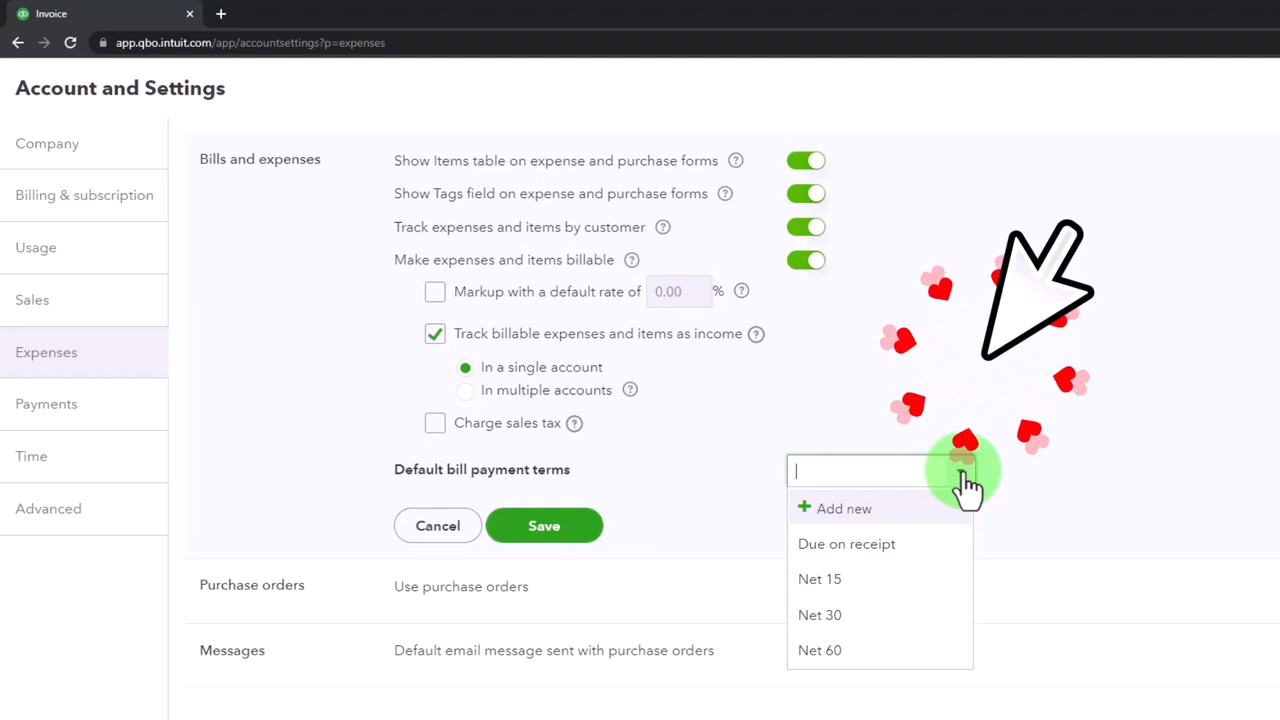 Invoice
app.qbo.intuit.com/app/accountsettings?p=expenses
Account and Settings
Company
Billing & subscription
Usage
Sales
Expenses
Payments
Time
Advanced
Bills and expenses
Show Items table on expense and purchase forms ?
Show Tags field on expense and purchase forms ?
Track expenses and items by customer ?
Make expenses and items billable ?
Markup with a default rate of 0.00 % ?
Track billable expenses and items as income ?
In a single account
In multiple accounts ?
Charge sales tax ?
Default bill payment terms
Add new
Due on receipt
Net 15
Net 30
Net 60
Cancel Save
Purchase orders Use purchase orders
Messages Default email message sent with purchase orders